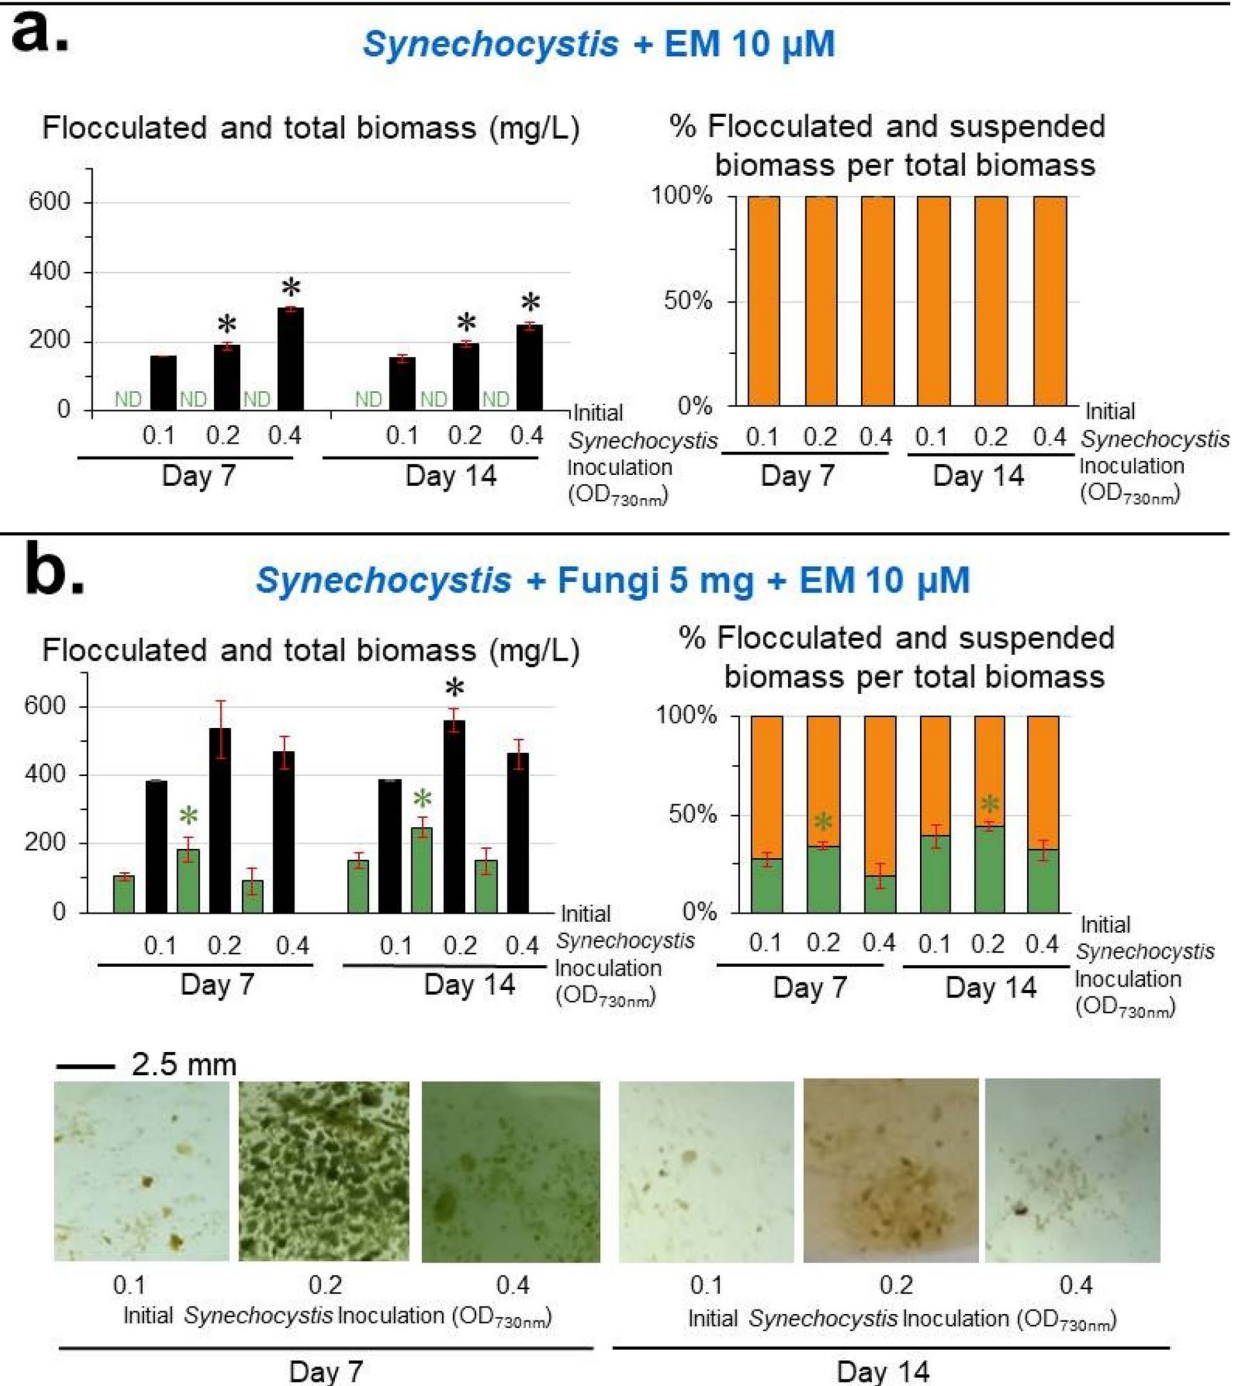 a.
Synechocystis + EM 10 µM
Flocculated and total biomass (mg/L)
600
400
200
0
ND
ND
ND
ND
ND
ND
*
*
*
*
0.1
0.2
0.4
0.1
0.2
0.4
Day 7
Day 14
Initial
Synechocystis
Inoculation
(OD730nm)
% Flocculated and suspended
biomass per total biomass
100%
50%
0%
0.1
0.2
0.4
0.1
0.2
0.4
Day 7
Day 14
Initial
Synechocystis
Inoculation
(OD730nm)
b.
Synechocystis + Fungi 5 mg + EM 10 µM
Flocculated and total biomass (mg/L)
600
400
200
0
*
*
*
0.1
0.2
0.4
0.1
0.2
0.4
Day 7
Day 14
Initial
Synechocystis
Inoculation
(OD730nm)
% Flocculated and suspended
biomass per total biomass
100%
50%
0%
*
*
0.1
0.2
0.4
0.1
0.2
0.4
Day 7
Day 14
Initial
Synechocystis
Inoculation
(OD730nm)
2.5 mm
0.1
0.2
0.4
Initial Synechocystis Inoculation (OD730nm)
Day 7
0.1
0.2
0.4
Initial Synechocystis Inoculation (OD730nm)
Day 14